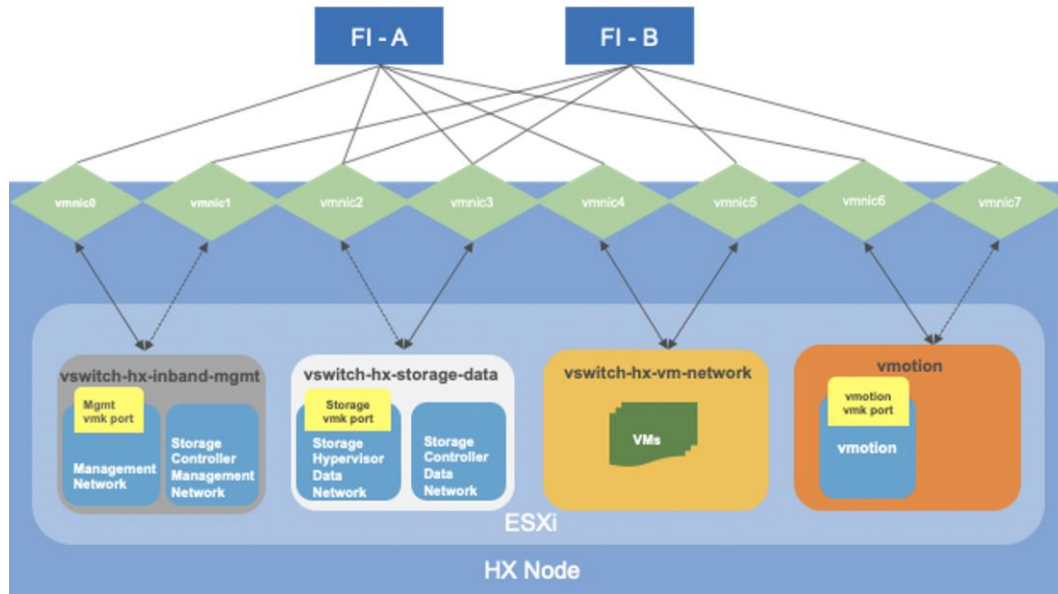 FI - A
FI - B
vmnic0
vmnic1
vmnic2
vmnic3
vmnic4
vmnic5
vmnic6
vmnic7
vswitch-hx-inband-mgmt
Mgmt
vmk port
Management
Network
Storage
Controller
Management
Network
vswitch-hx-storage-data
Storage
vmk port
Storage
Hypervisor
Data
Network
Storage
Controller
Data
Network
vswitch-hx-vm-network
VMs
vmotion
vmotion
vmk port
vmotion
ESXi
HX Node